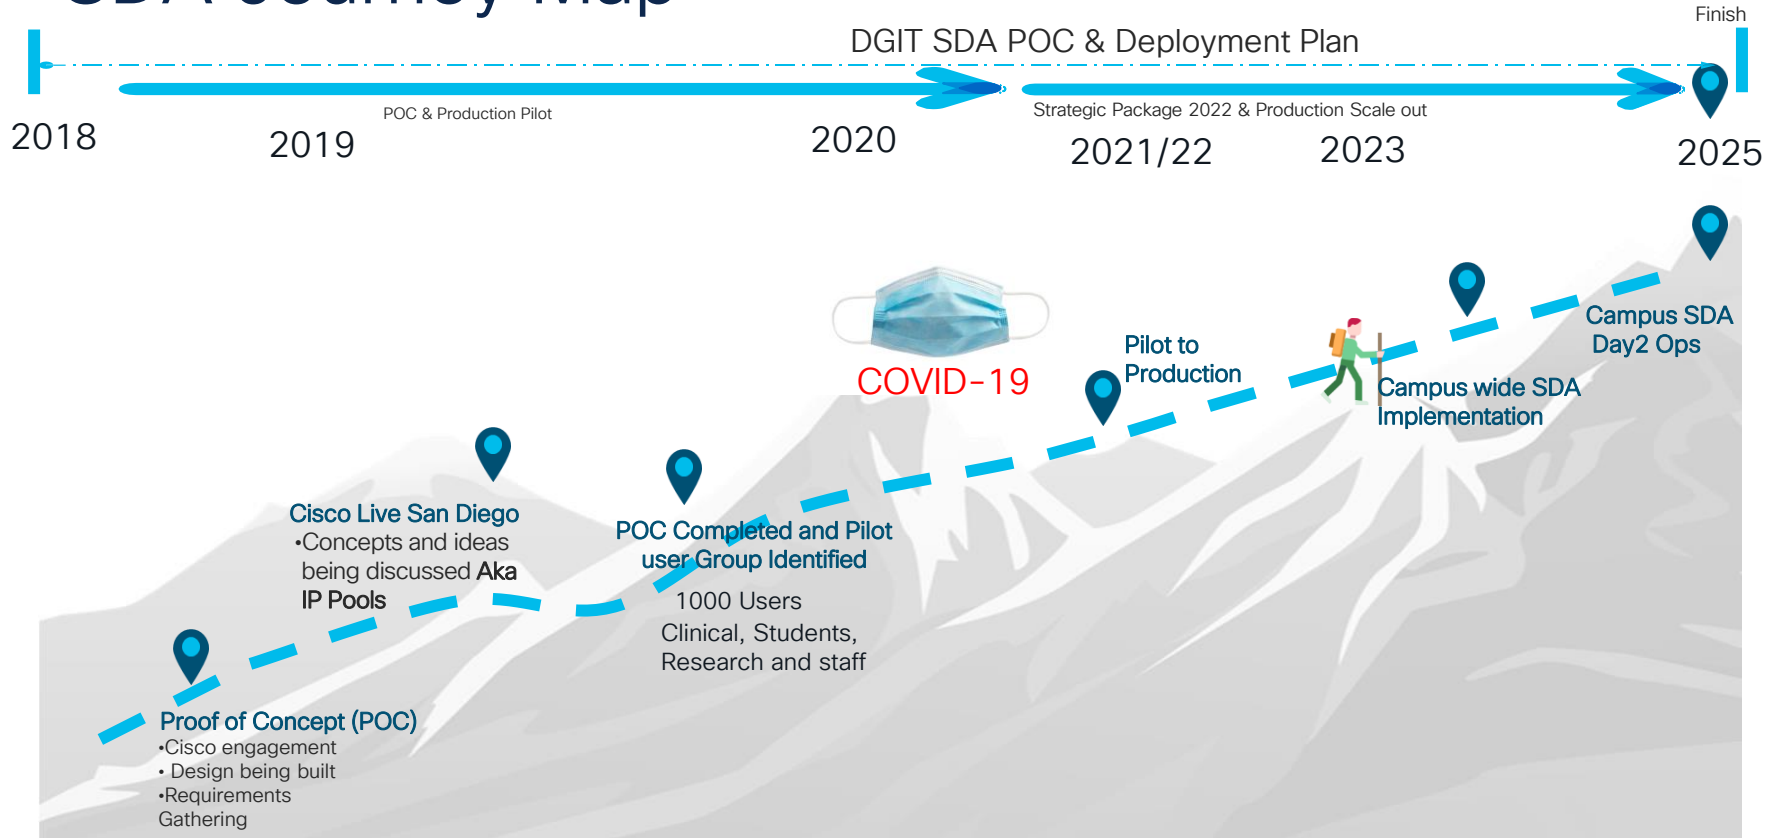 SDA Journey Map
Finish
DGIT SDA POC & Deployment Plan
POC & Production Pilot
Strategic Package 2022 & Production Scale out
2018
2019
2020
2021/22
2023
2025
COVID-19
Pilot to
Production
Campus SDA
Day2 Ops
Campus wide SDA
Implementation
Cisco Live San Diego
•Concepts and ideas
being discussed Aka
IP Pools
POC Completed and Pilot
user Group Identified
1000 Users
Clinical, Students,
Research and staff
Proof of Concept (POC)
•Cisco engagement
• Design being built
•Requirements
Gathering